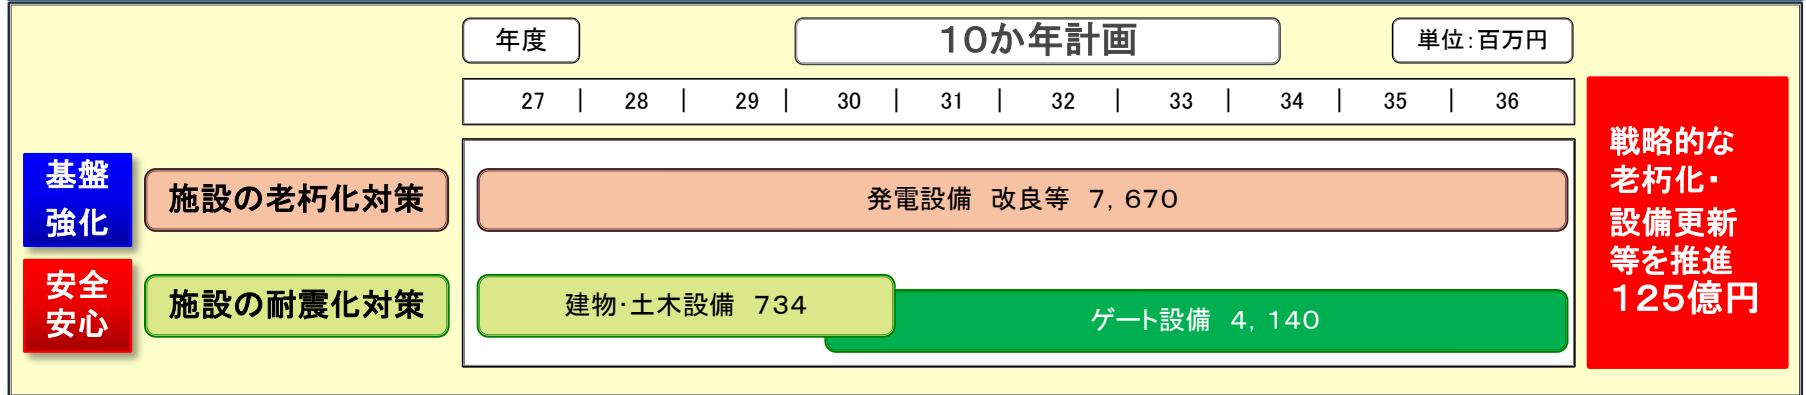 年度
10か年計画
単位：百万円
27 | 28 | 29 | 30 | 31 | 32 | 33 | 34 | 35 | 36
基盤
強化
施設の老朽化対策
発電設備　改良等　７，６７０
安全
安心
施設の耐震化対策
建物・土木設備　７３４
ゲート設備　４，１４０
戦略的な
老朽化・
設備更新
等を推進
１２５億円